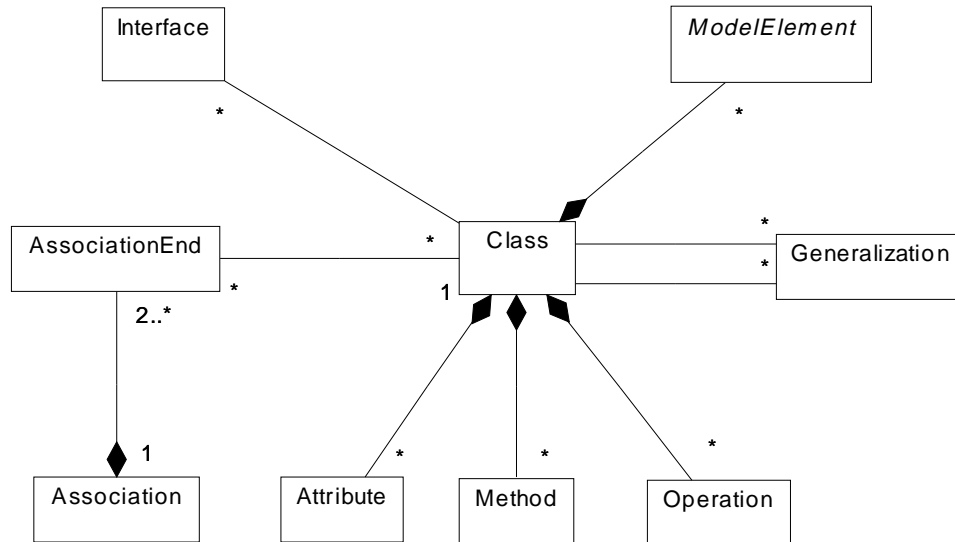 Interface
ModelElement
*
*
AssociationEnd
*
Class
*
Generalization
*
*
1
2..*
1
*
*
*
Association
Attribute
Method
Operation